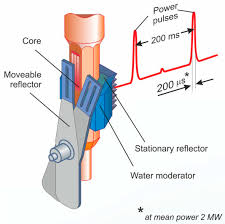 Power
pulses
Core
200 ms
Moveable
reflector
200 µs*
Stationary reflector
Water moderator
* at mean power 2 MW